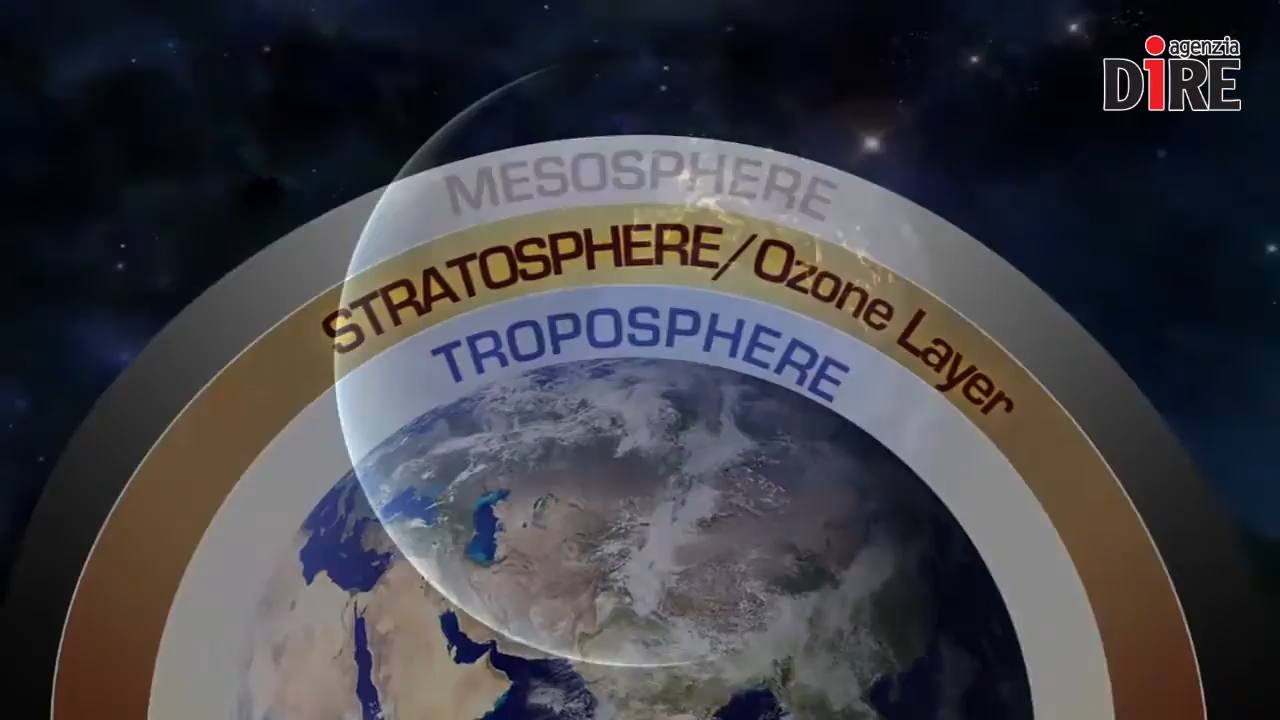 agenzia
DiRE
MESOSPHERE
STRATOSPHERE/Ozone Layer
TROPOSPHERE